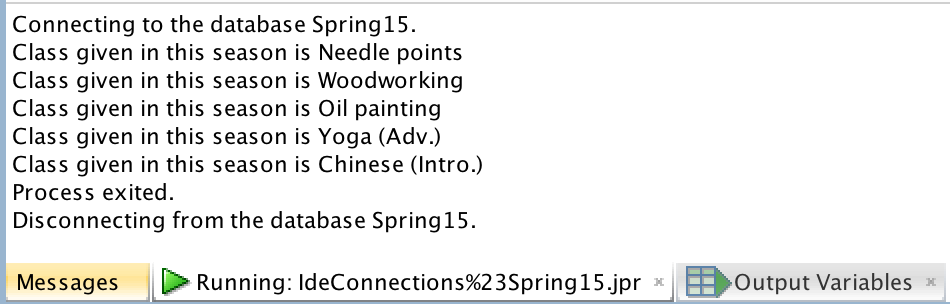 Connecting to the database Spring15.
Class given in this season is Needle points
Class given in this season is Woodworking
Class given in this season is Oil painting
Class given in this season is Yoga (Adv.)
Class given in this season is Chinese (Intro.)
Process exited.
Disconnecting from the database Spring15.
Messages Running: IdeConnections%23Spring15.jpr Output Variables